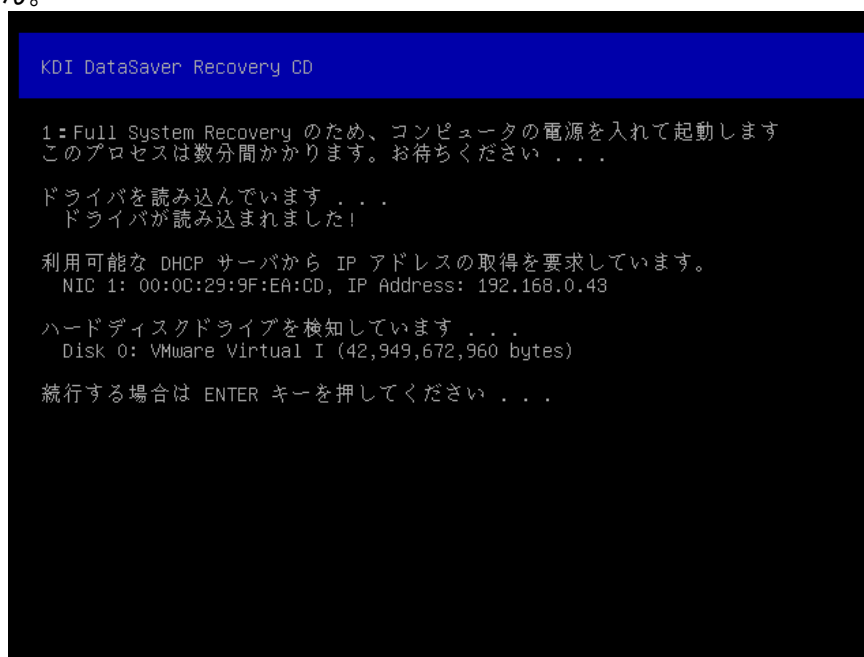 KDI DataSaver Recovery CD
1:Full System Recovery のため、コンピュータの電源を入れて起動します
このプロセスは数分間かかります。お待ちください . . .
ドライバを読み込んでいます . . .
ドライバが読み込まれました!
利用可能な DHCP サーバから IP アドレスの取得を要求しています。
NIC 1: 00:0C:29:9F:EA:CD, IP Address: 192.168.0.43
ハードディスクドライブを検知しています . . .
Disk 0: VMware Virtual I (42,949,672,960 bytes)
続行する場合は ENTER キーを押してください . . .